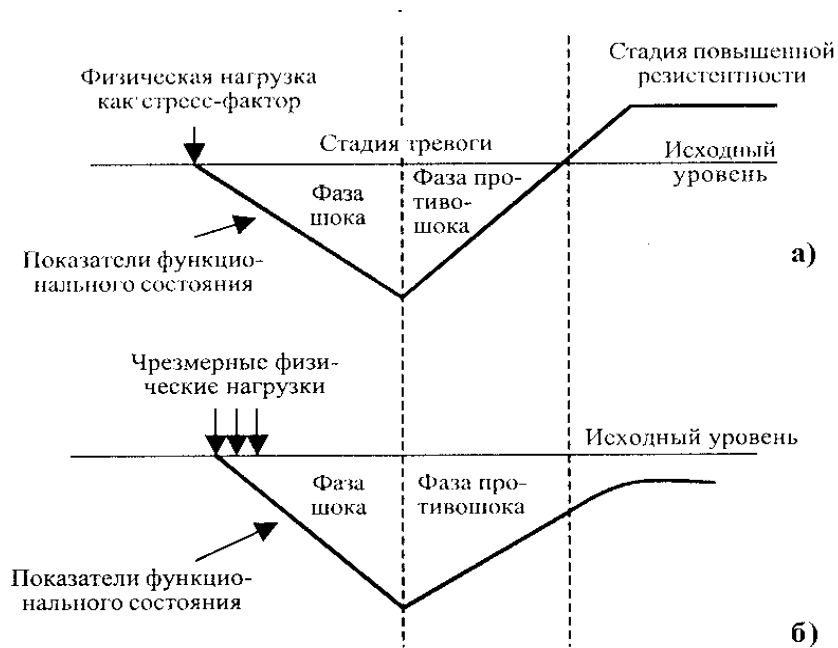 Физическая нагрузка
как стресс-фактор
Стадия повышенной
резистентности
Стадия тревоги
Исходный
уровень
Фаза
шока
Фаза про-
тиво-
шока
Показатели функцио-
нального состояния
а)
Чрезмерные физи-
ческие нагрузки
Исходный уровень
Фаза
шока
Фаза про-
тивошока
Показатели функцио-
нального состояния
б)